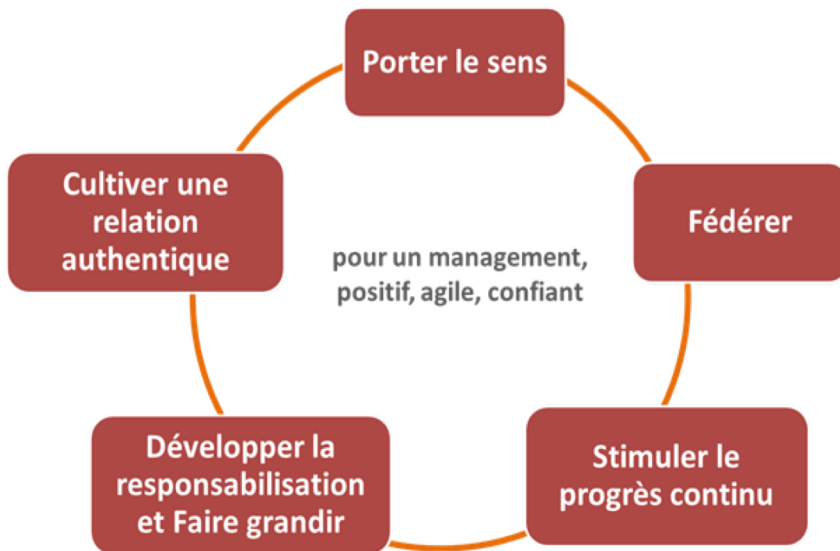 Porter le sens
Fédérer
Stimuler le
progrès continu
Développer la
responsabilisation
et Faire grandir
Cultiver une
relation
authentique
pour un management,
positif, agile, confiant